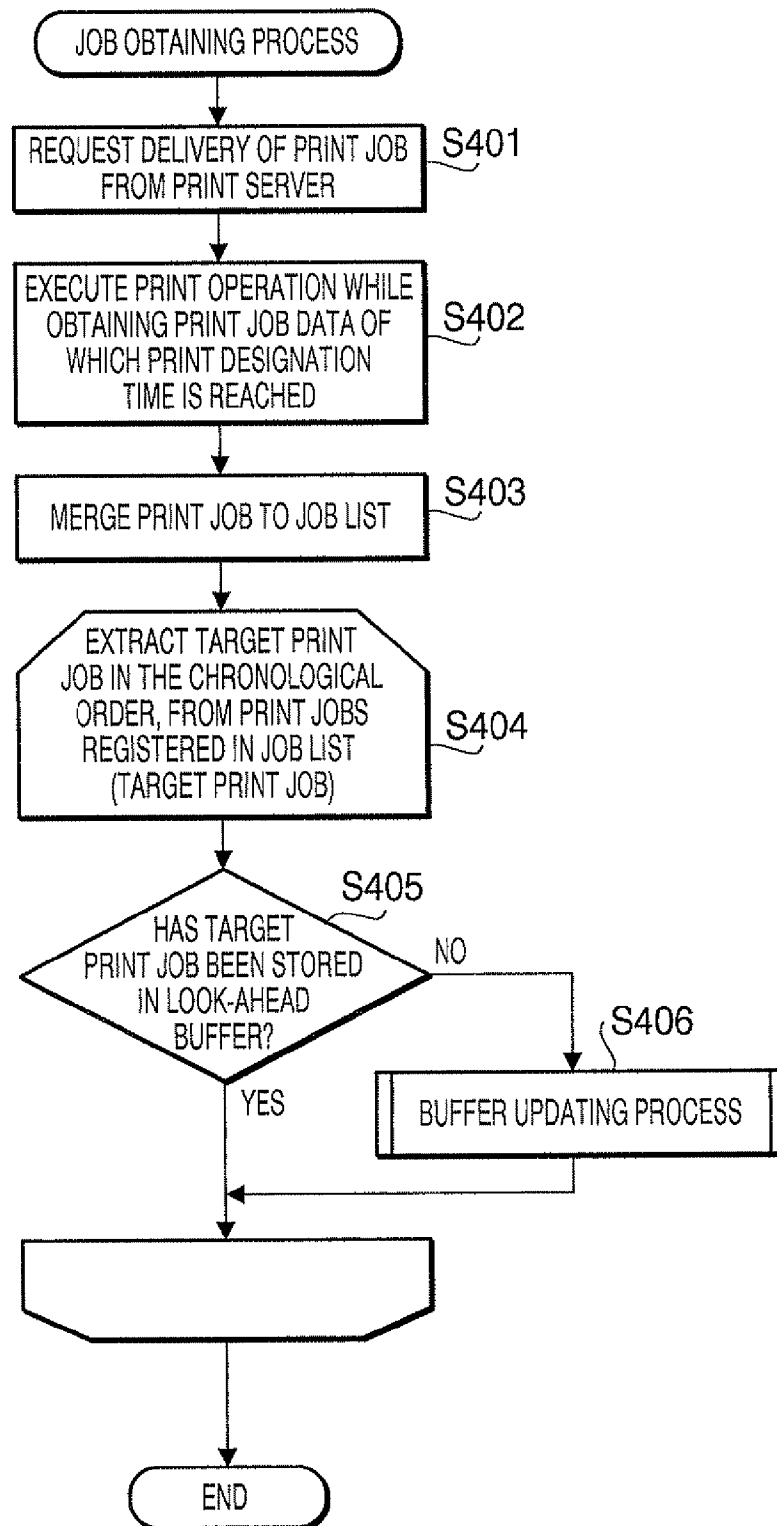 JOB OBTAINING PROCESS
REQUEST DELIVERY OF PRINT JOB
FROM PRINT SERVER
S401
EXECUTE PRINT OPERATION WHILE
OBTAINING PRINT JOB DATA OF
WHICH PRINT DESIGNATION
TIME IS REACHED
S402
MERGE PRINT JOB TO JOB LIST
S403
EXTRACT TARGET PRINT
JOB IN THE CHRONOLOGICAL
ORDER, FROM PRINT JOBS
REGISTERED IN JOB LIST
(TARGET PRINT JOB)
S404
S405
HAS TARGET
PRINT JOB BEEN STORED
IN LOOK-AHEAD
BUFFER?
NO
YES
S406
BUFFER UPDATING PROCESS
END